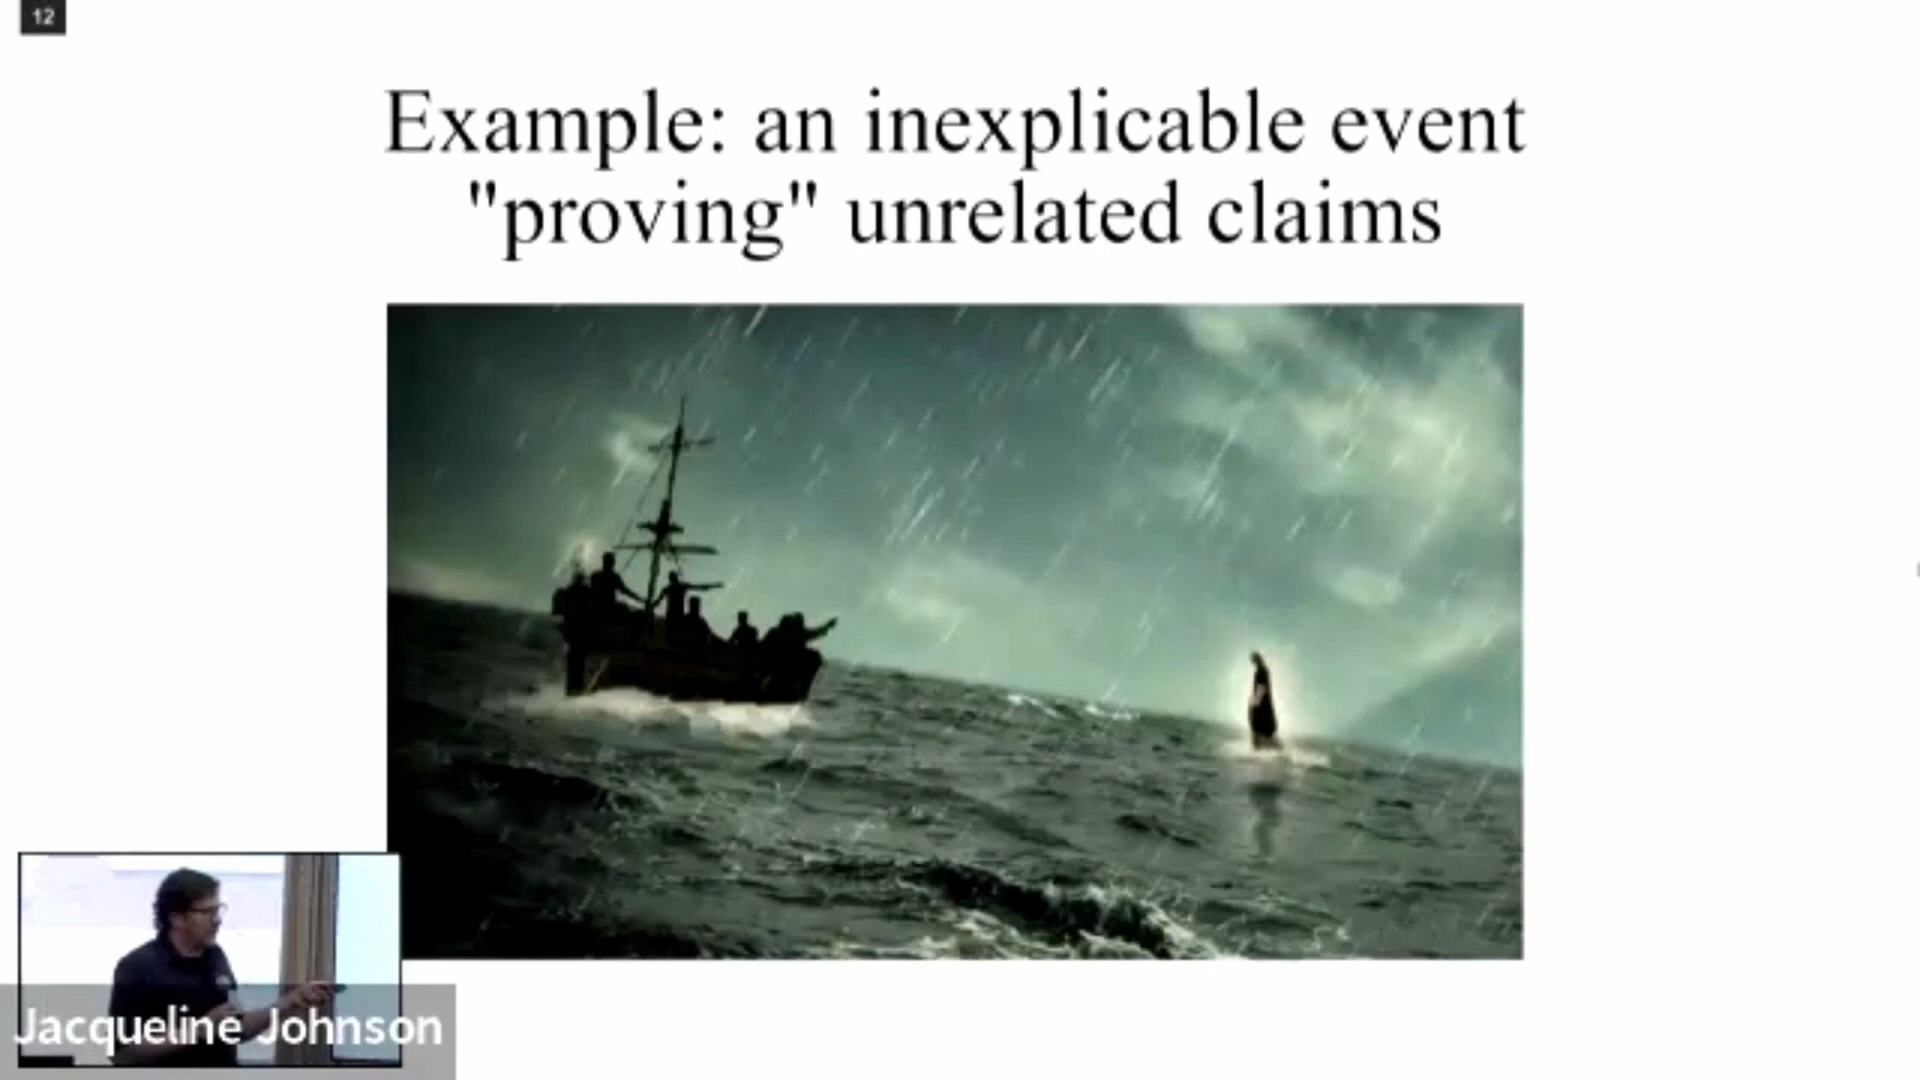 12
Example: an inexplicable event
"proving" unrelated claims
Jacqueline Johnson